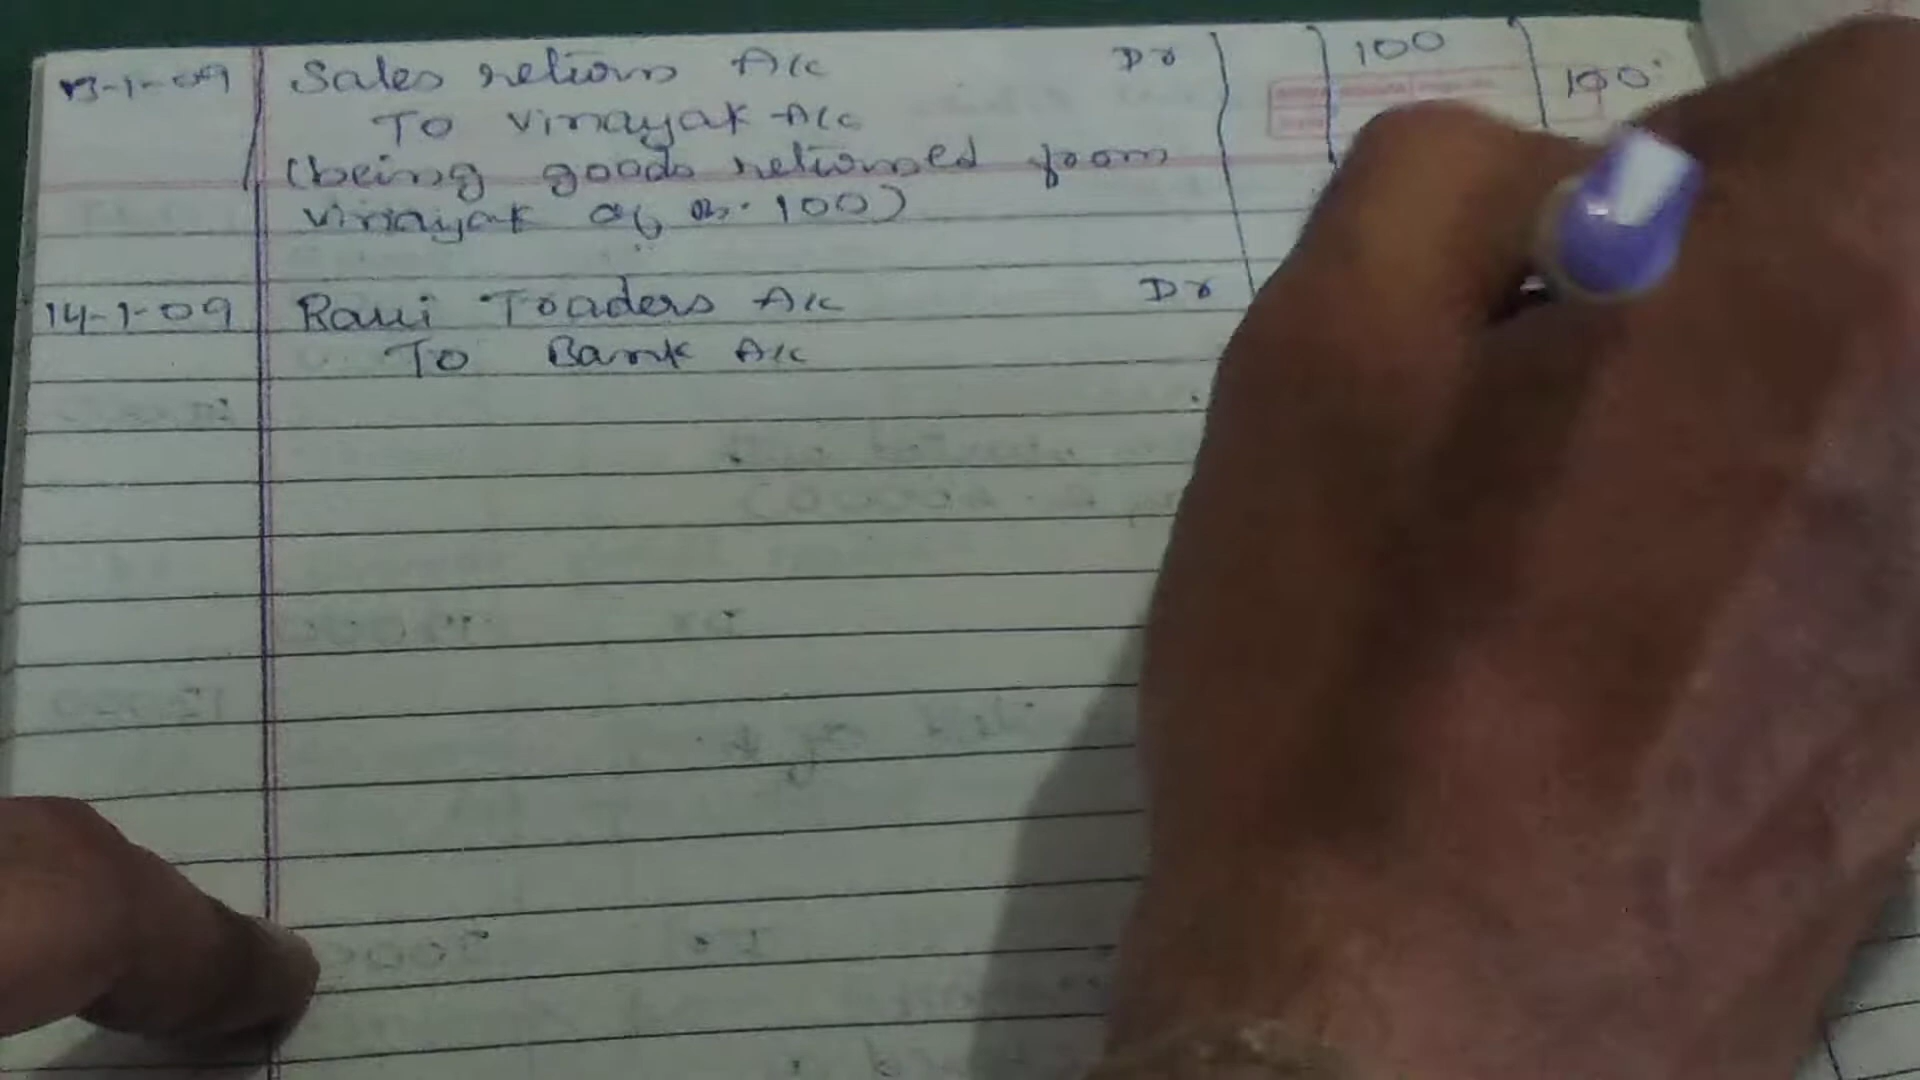 13-1-09 Sales return A/c Dr 100
To Vinayak A/c 100
(being goods returned from
Vinayak of Rs. 100)
14-1-09 Ravi Traders A/c Dr
To Bank A/c